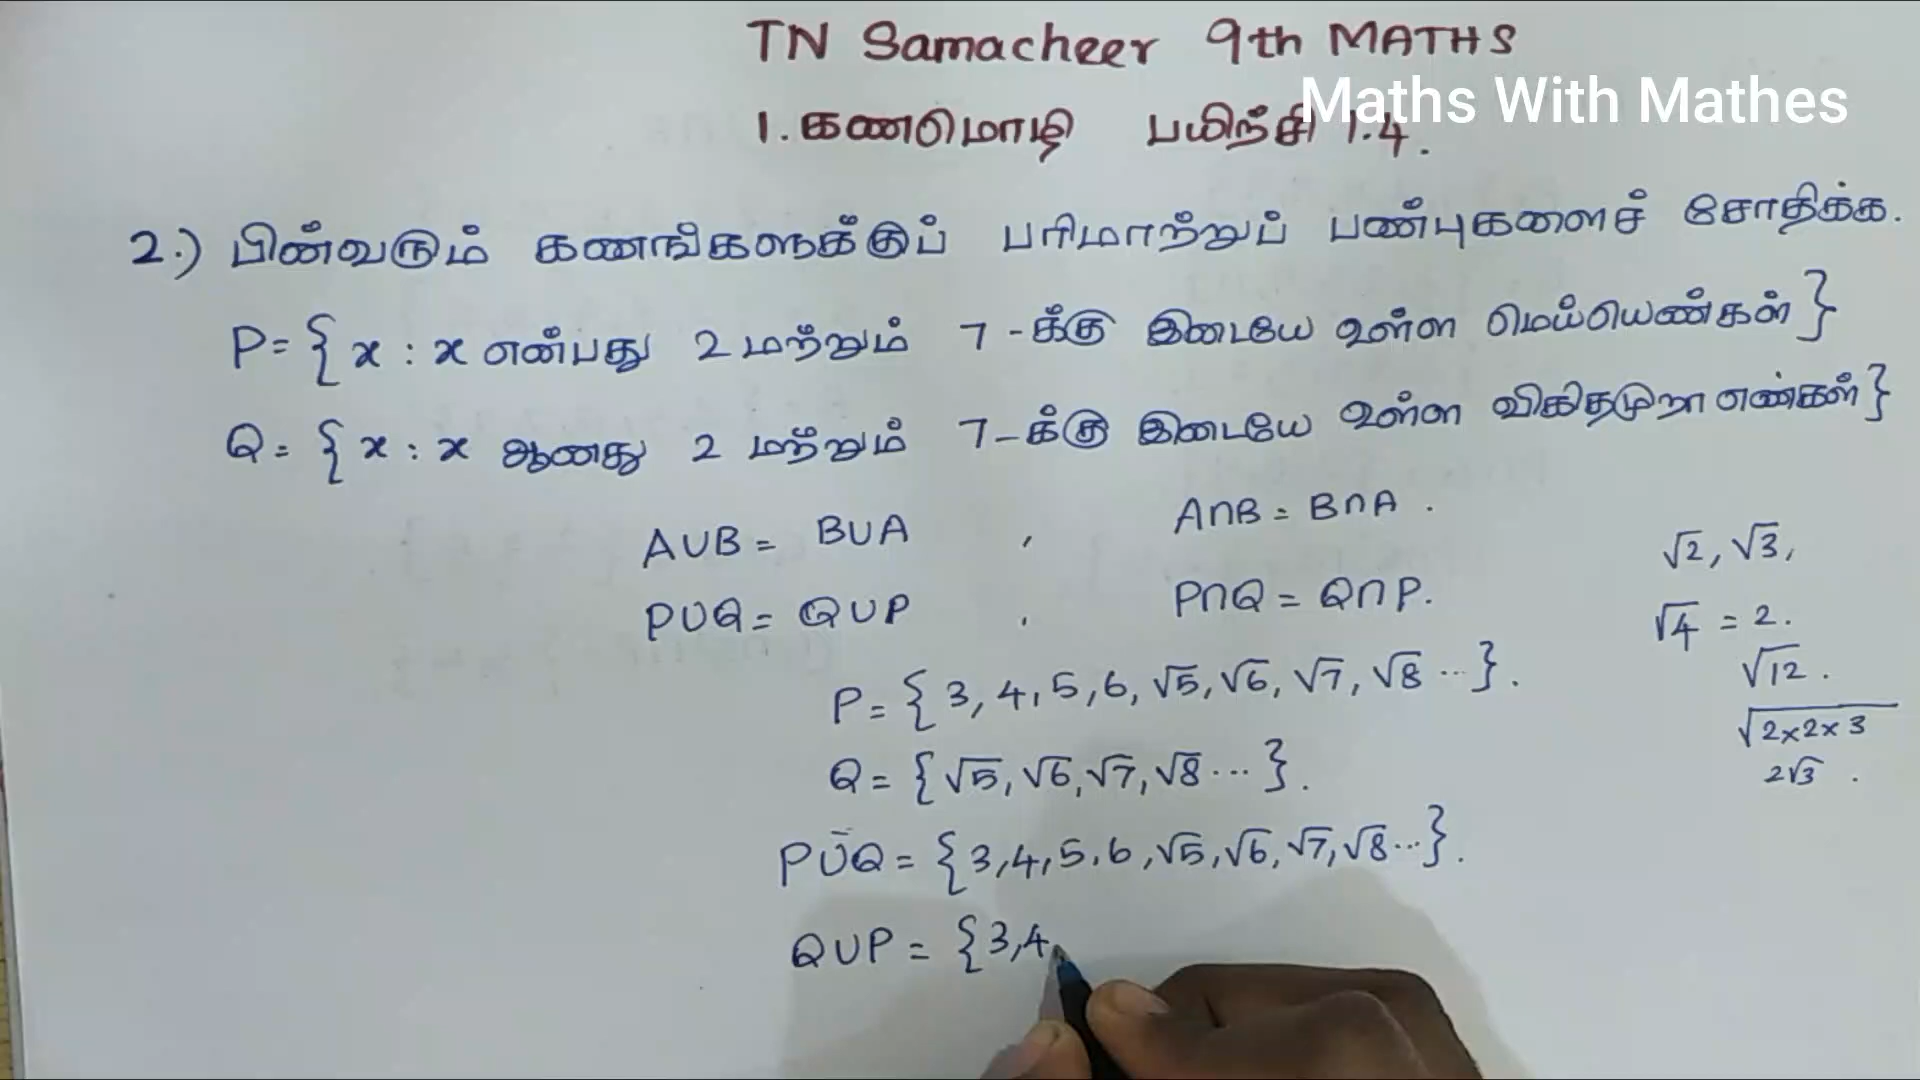 TN Samacheer 9th MATHS
Maths With Mathes
1. கணமொழி பயிற்சி 1.4.
2.) பின்வரும் கணங்களுக்குப் பரிமாற்றுப் பண்புகளைச் சோதிக்க.
P = { x : x என்பது 2 மற்றும் 7 - க்கு இடையே உள்ள மெய்யெண்கள் }
Q = { x : x ஆனது 2 மற்றும் 7 - க்கு இடையே உள்ள விகிதமுறா எண்கள் }
A∪B = B∪A , A∩B = B∩A .
P∪Q = Q∪P , P∩Q = Q∩P.
√2, √3,
√4 = 2.
√12 .
√2×2×3
2√3 .
P = { 3, 4, 5, 6, √5, √6, √7, √8 ... }.
Q = { √5, √6, √7, √8 ... }.
P∪Q = { 3, 4, 5, 6, √5, √6, √7, √8 ... }.
Q∪P = { 3, 4,